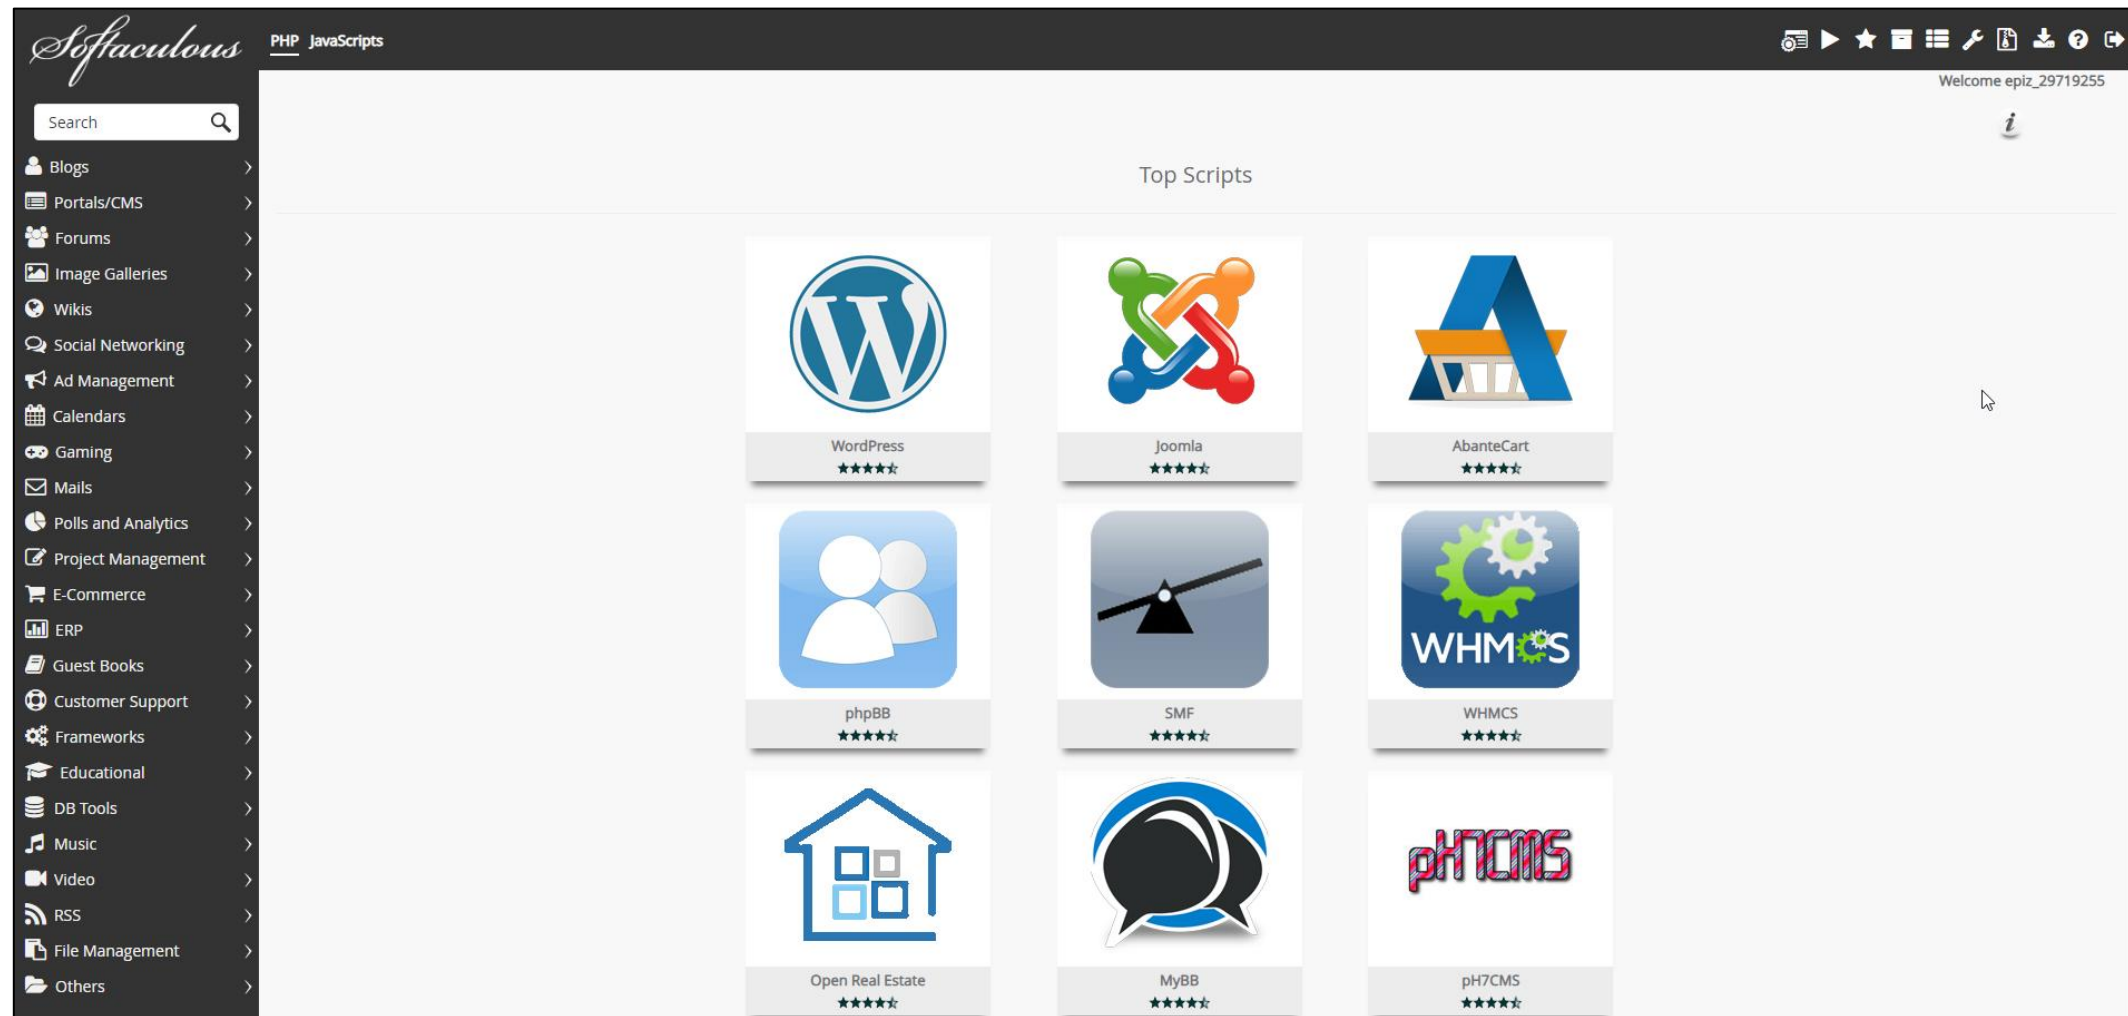 Softaculous
PHP JavaScripts
Welcome epiz_29719255
Search
Blogs
Portals/CMS
Forums
Image Galleries
Wikis
Social Networking
Ad Management
Calendars
Gaming
Mails
Polls and Analytics
Project Management
E-Commerce
ERP
Guest Books
Customer Support
Frameworks
Educational
DB Tools
Music
Video
RSS
File Management
Others
i
Top Scripts
W
WordPress
Joomla
AbanteCart
WHMCS
phpBB
SMF
WHMCS
pH7CMS
Open Real Estate
MyBB
pH7CMS